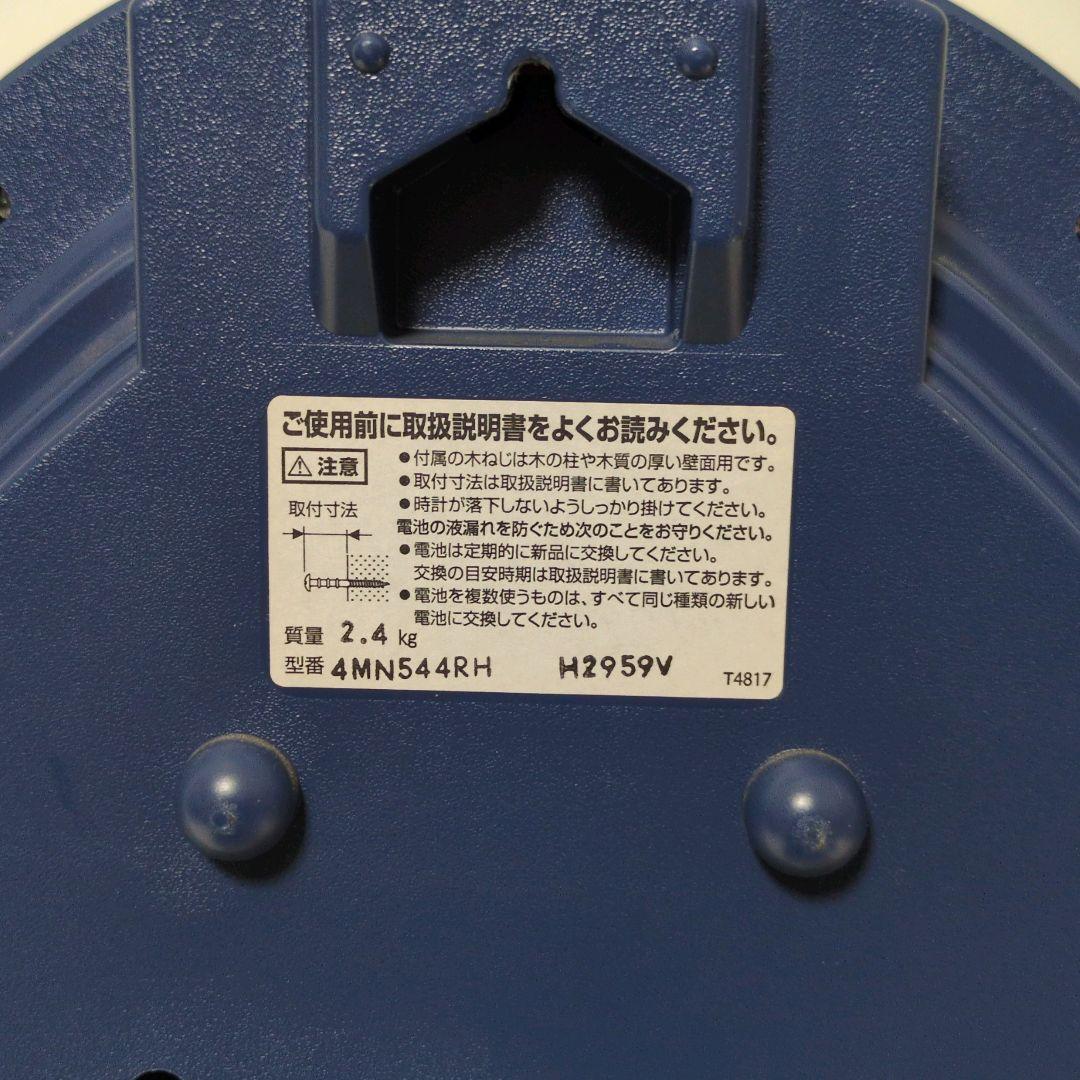 ご使用前に取扱説明書をよくお読みください。
⚠注意
●付属の木ねじは木の柱や木質の厚い壁面用です。
●取付寸法は取扱説明書に書いてあります。
●時計が落下しないようしっかり掛けてください。
電池の液漏れを防ぐため次のことをお守りください。
●電池は定期的に新品に交換してください。
交換の目安時期は取扱説明書に書いてあります。
●電池を複数使うものは、すべて同じ種類の新しい
電池に交換してください。
取付寸法
質量 2.4 kg
型番 4MN544RH H2959V T4817